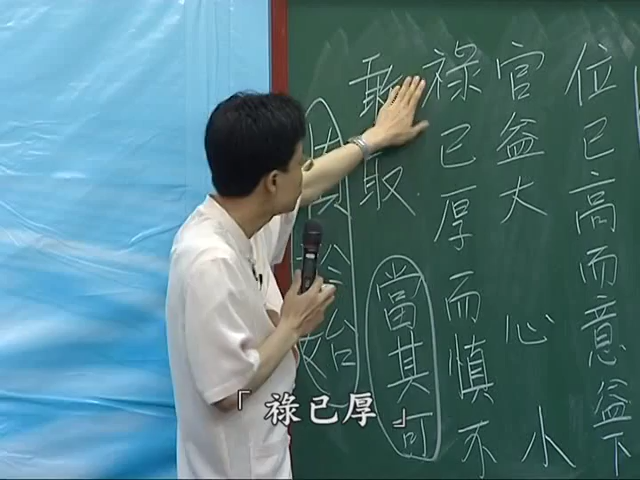 位已高而意益下
官益大心小
祿已厚而慎不
敢取
當其可
「祿已厚」